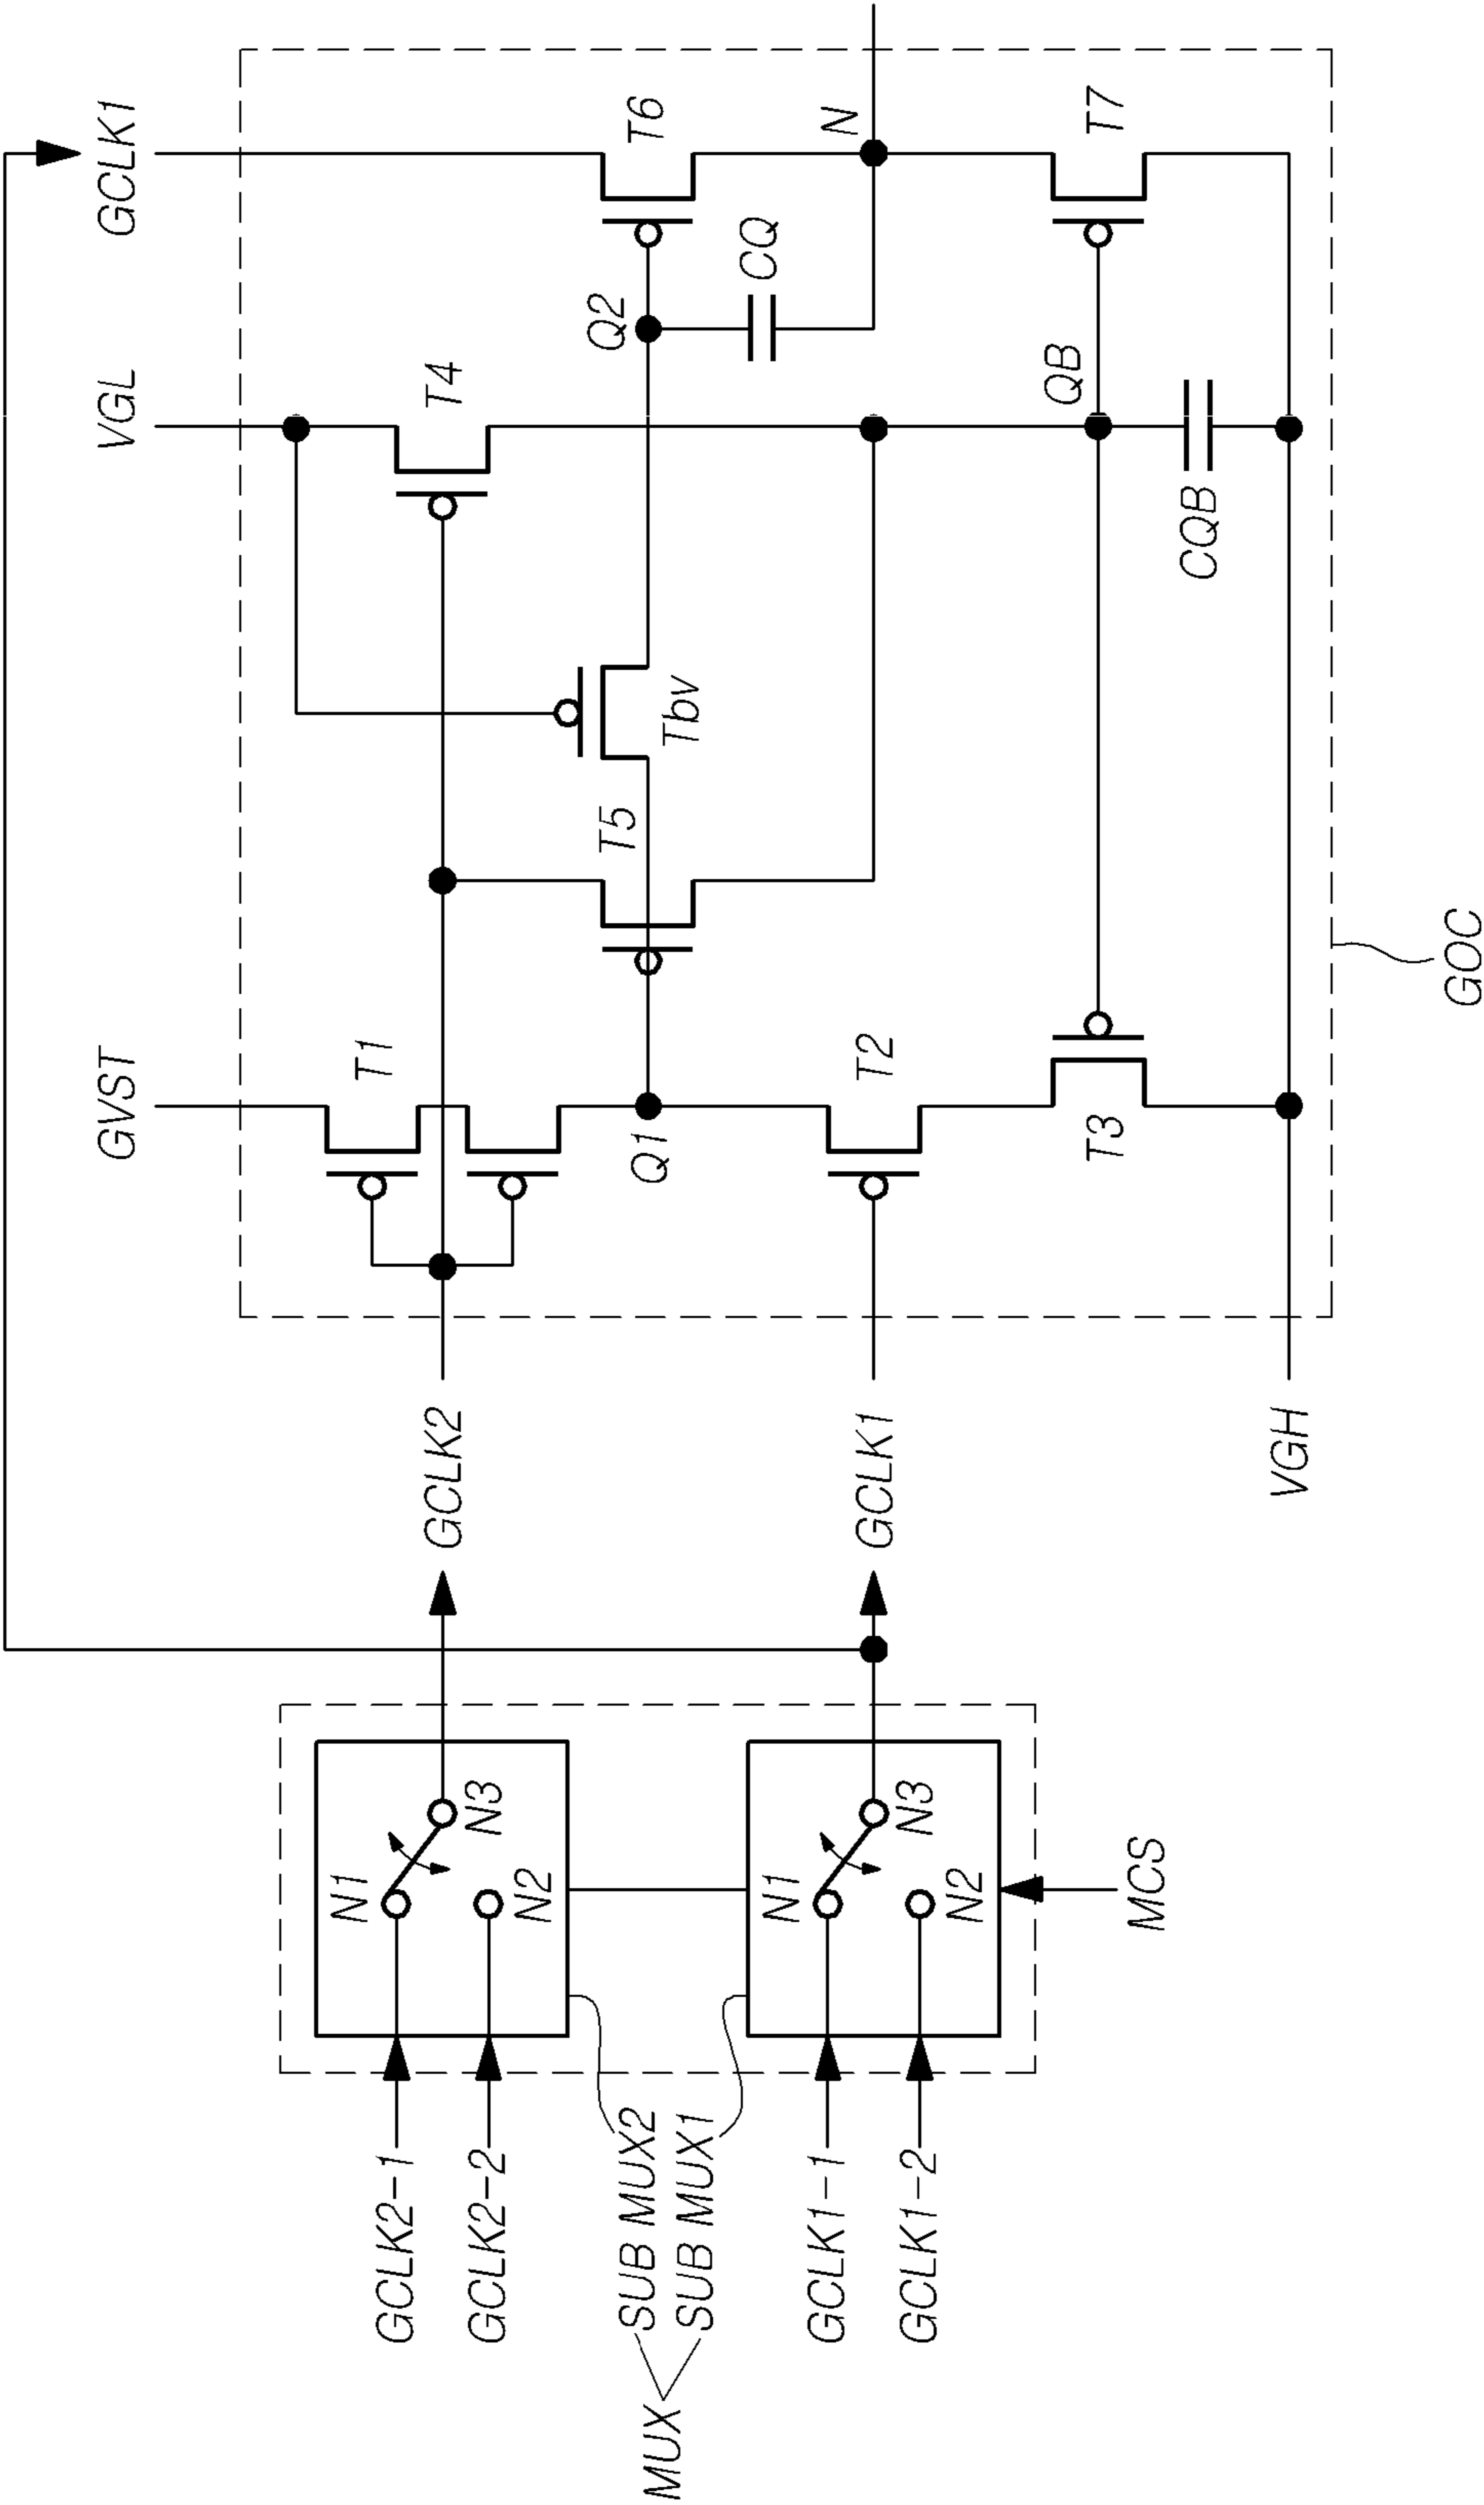 GVST
VGL
GCLK1
T1
T4
T6
GCLK2-1
N1
N3
GCLK2
GCLK2-2
N2
T5
Q2
Q1
Tbv
CQ
N
MUX
SUB MUX2
SUB MUX1
GCLK1-1
N1
N3
GCLK1
T2
GCLK1-2
N2
QB
T3
T7
MCS
CQB
VGH
GOC